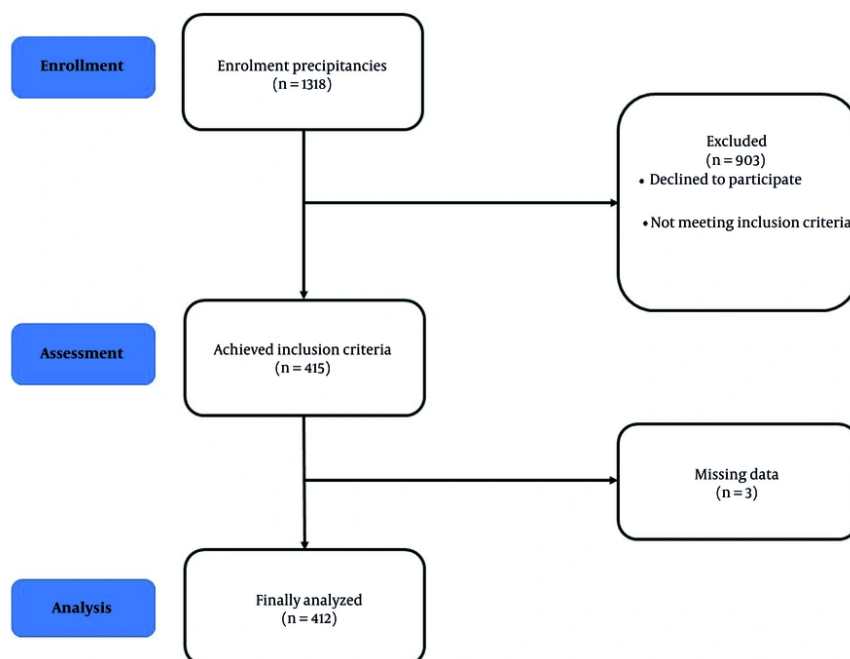 Enrollment
Enrolment precipitancies
(n = 1318)
Excluded
(n = 903)
• Declined to participate
• Not meeting inclusion criteria
Assessment
Achieved inclusion criteria
(n = 415)
Missing data
(n = 3)
Analysis
Finally analyzed
(n = 412)